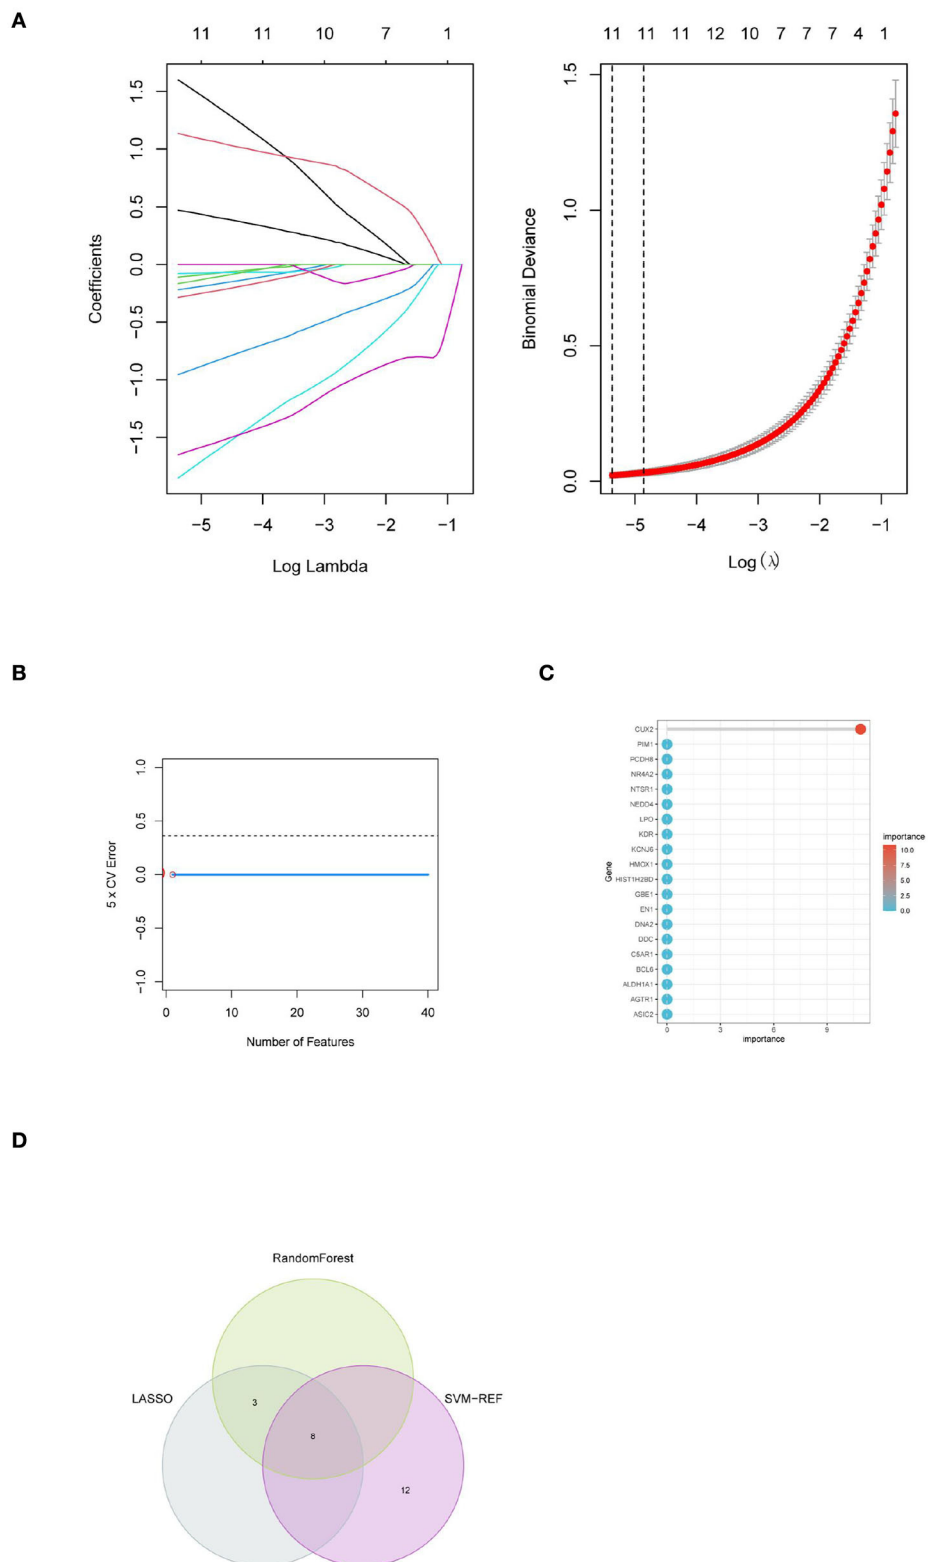 A
11 11 10 7 1
1.5
1.0
0.5
0.0
−0.5
−1.0
−1.5
Coefficients
−5 −4 −3 −2 −1
Log Lambda
11 11 11 12 10 7 7 7 4 1
1.5
1.0
0.5
0.0
Binomial Deviance
−5 −4 −3 −2 −1
Log(λ)
B
1.0
0.5
0.0
−0.5
−1.0
5 x CV Error
0 10 20 30 40
Number of Features
C
CUX2
PIM1
PCDH8
NR4A2
NTSR1
NEDD4
LPO
KDR
KCNJ6
HMOX1
HIST1H2BD
GBE1
EN1
DNA2
DDC
C5AR1
BCL6
ALDH1A1
AGTR1
ASIC2
Gene
0 3 6 9
importance
importance
10.0
7.5
5.0
2.5
0.0
D
RandomForest
LASSO
SVM−REF
3
8
12